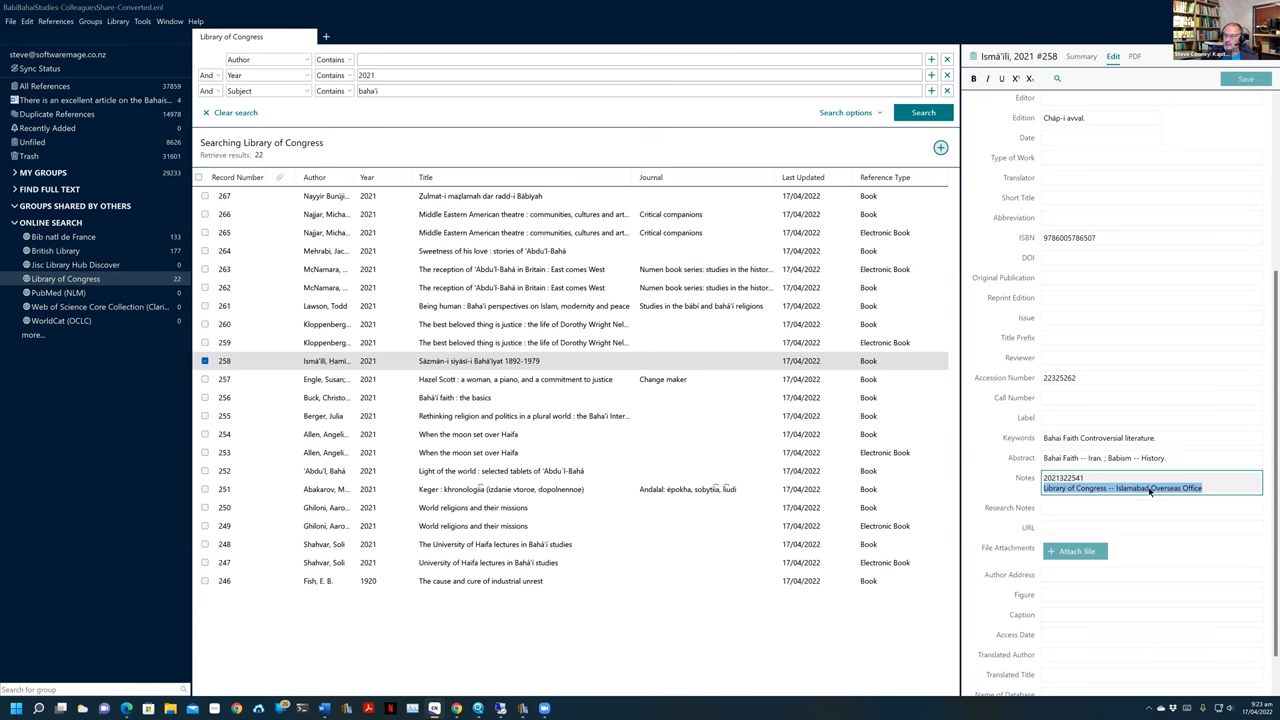 BabiBahaiStudies-ColleaguesShare-Converted.enl
File Edit References Groups Library Tools Window Help
steve@softwaremage.co.nz
Sync Status
All References 37859
There is an excellent article on the Bahaís... 4
Duplicate References 14978
Recently Added 0
Unfiled 8626
Trash 31601
MY GROUPS 29233
FIND FULL TEXT
GROUPS SHARED BY OTHERS
ONLINE SEARCH
Bib natl de France 133
British Library 177
Jisc Library Hub Discover 0
Library of Congress 22
PubMed (NLM) 0
Web of Science Core Collection (Clari... 0
WorldCat (OCLC) 0
more...
Search for group
Library of Congress +
Author Contains
And Year Contains 2021
And Subject Contains baha'i
Clear search Search options Search
Searching Library of Congress
Retrieve results: 22
Record Number Author Year Title Journal Last Updated Reference Type
267 Nayyir Burūji... 2021 Ẓulmat-i maẓlamah dar radd-i Bābīyah 17/04/2022 Book
266 Najjar, Micha... 2021 Middle Eastern American theatre : communities, cultures and art... Critical companions 17/04/2022 Book
265 Najjar, Micha... 2021 Middle Eastern American theatre : communities, cultures and art... Critical companions 17/04/2022 Electronic Book
264 Mehrabi, Jac... 2021 Sweetness of his love : stories of 'Abdu'l-Bahá 17/04/2022 Book
263 McNamara, ... 2021 The reception of 'Abdu'l-Bahá in Britain : East comes West Numen book series: studies in the histor... 17/04/2022 Electronic Book
262 McNamara, ... 2021 The reception of ʻAbdu'l-Bahá in Britain : East comes West Numen book series: studies in the histor... 17/04/2022 Book
261 Lawson, Todd 2021 Being human : Baha'i perspectives on Islam, modernity and peace Studies in the bábí and bahá'í religions 17/04/2022 Book
260 Kloppenberg... 2021 The best beloved thing is justice : the life of Dorothy Wright Nel... 17/04/2022 Book
259 Kloppenberg... 2021 The best beloved thing is justice : the life of Dorothy Wright Nel... 17/04/2022 Electronic Book
258 Ismāʻīlī, Ḥamī... 2021 Sāzmān-i siyāsī-i Bahāʼīyat 1892-1979 17/04/2022 Book
257 Engle, Susan;... 2021 Hazel Scott : a woman, a piano, and a commitment to justice Change maker 17/04/2022 Book
256 Buck, Christo... 2021 Bahá'í faith : the basics 17/04/2022 Book
255 Berger, Julia 2021 Rethinking religion and politics in a plural world : the Baha'i Inter... 17/04/2022 Book
254 Allen, Angeli... 2021 When the moon set over Haifa 17/04/2022 Book
253 Allen, Angeli... 2021 When the moon set over Haifa 17/04/2022 Electronic Book
252 'Abdu'l, Bahá 2021 Light of the world : selected tablets of ʻAbduʼl-Bahá 17/04/2022 Book
251 Abakarov, M... 2021 Keger : khronologii͡a (izdanie vtoroe, dopolnennoe) Andalal: ėpokha, sobytii͡a, li͡udi 17/04/2022 Book
250 Ghiloni, Aaro... 2021 World religions and their missions 17/04/2022 Book
249 Ghiloni, Aaro... 2021 World religions and their missions 17/04/2022 Electronic Book
248 Shahvar, Soli 2021 The University of Haifa lectures in Bahá'í studies 17/04/2022 Book
247 Shahvar, Soli 2021 University of Haifa lectures in Bahá'í studies 17/04/2022 Electronic Book
246 Fish, E. B. 1920 The cause and cure of industrial unrest 17/04/2022 Book
Ismāʻīlī, 2021 #258 Summary Edit PDF
B I U X¹ X₁ Save
Editor
Edition Chāp-i avval.
Date
Type of Work
Translator
Short Title
Abbreviation
ISBN 9786005786507
DOI
Original Publication
Reprint Edition
Issue
Title Prefix
Reviewer
Accession Number 22325262
Call Number
Label
Keywords Bahai Faith Controversial literature.
Abstract Bahai Faith -- Iran. ; Babism -- History.
Notes 2021322541
Library of Congress -- Islamabad Overseas Office
Research Notes
URL
File Attachments + Attach file
Author Address
Figure
Caption
Access Date
Translated Author
Translated Title
Name of Database
9:23 am
17/04/2022